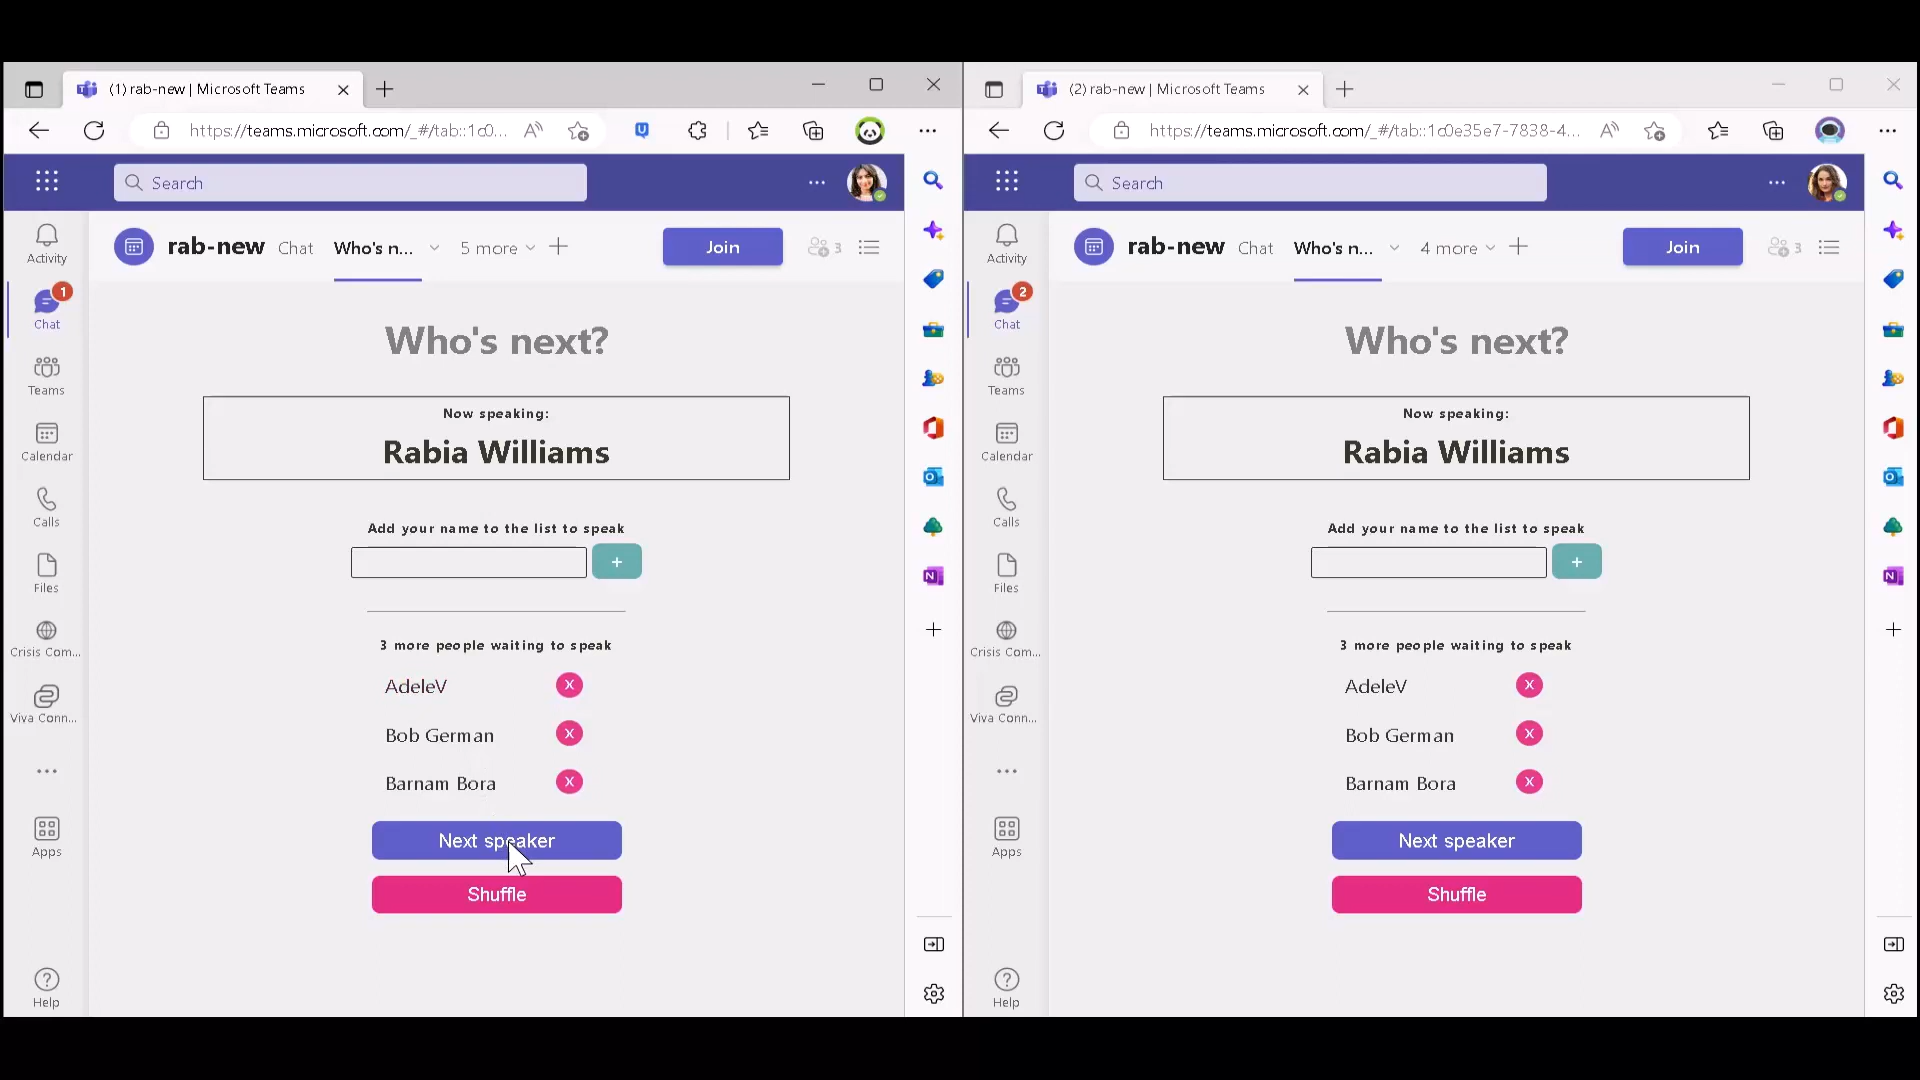 (1) rab-new | Microsoft Teams
https://teams.microsoft.com/_#/tab::1c0...
Search
rab-new Chat Who's n... 5 more Join 3
Activity
1
Chat
Teams
Calendar
Calls
Files
Crisis Com...
Viva Conn...
Apps
Help
Who's next?
Now speaking:
Rabia Williams
Add your name to the list to speak
+
3 more people waiting to speak
AdeleV X
Bob German X
Barnam Bora X
Next speaker
Shuffle
(2) rab-new | Microsoft Teams
https://teams.microsoft.com/_#/tab::1c0e35e7-7838-4...
Search
rab-new Chat Who's n... 4 more Join 3
Activity
2
Chat
Teams
Calendar
Calls
Files
Crisis Com...
Viva Conn...
Apps
Help
Who's next?
Now speaking:
Rabia Williams
Add your name to the list to speak
+
3 more people waiting to speak
AdeleV X
Bob German X
Barnam Bora X
Next speaker
Shuffle